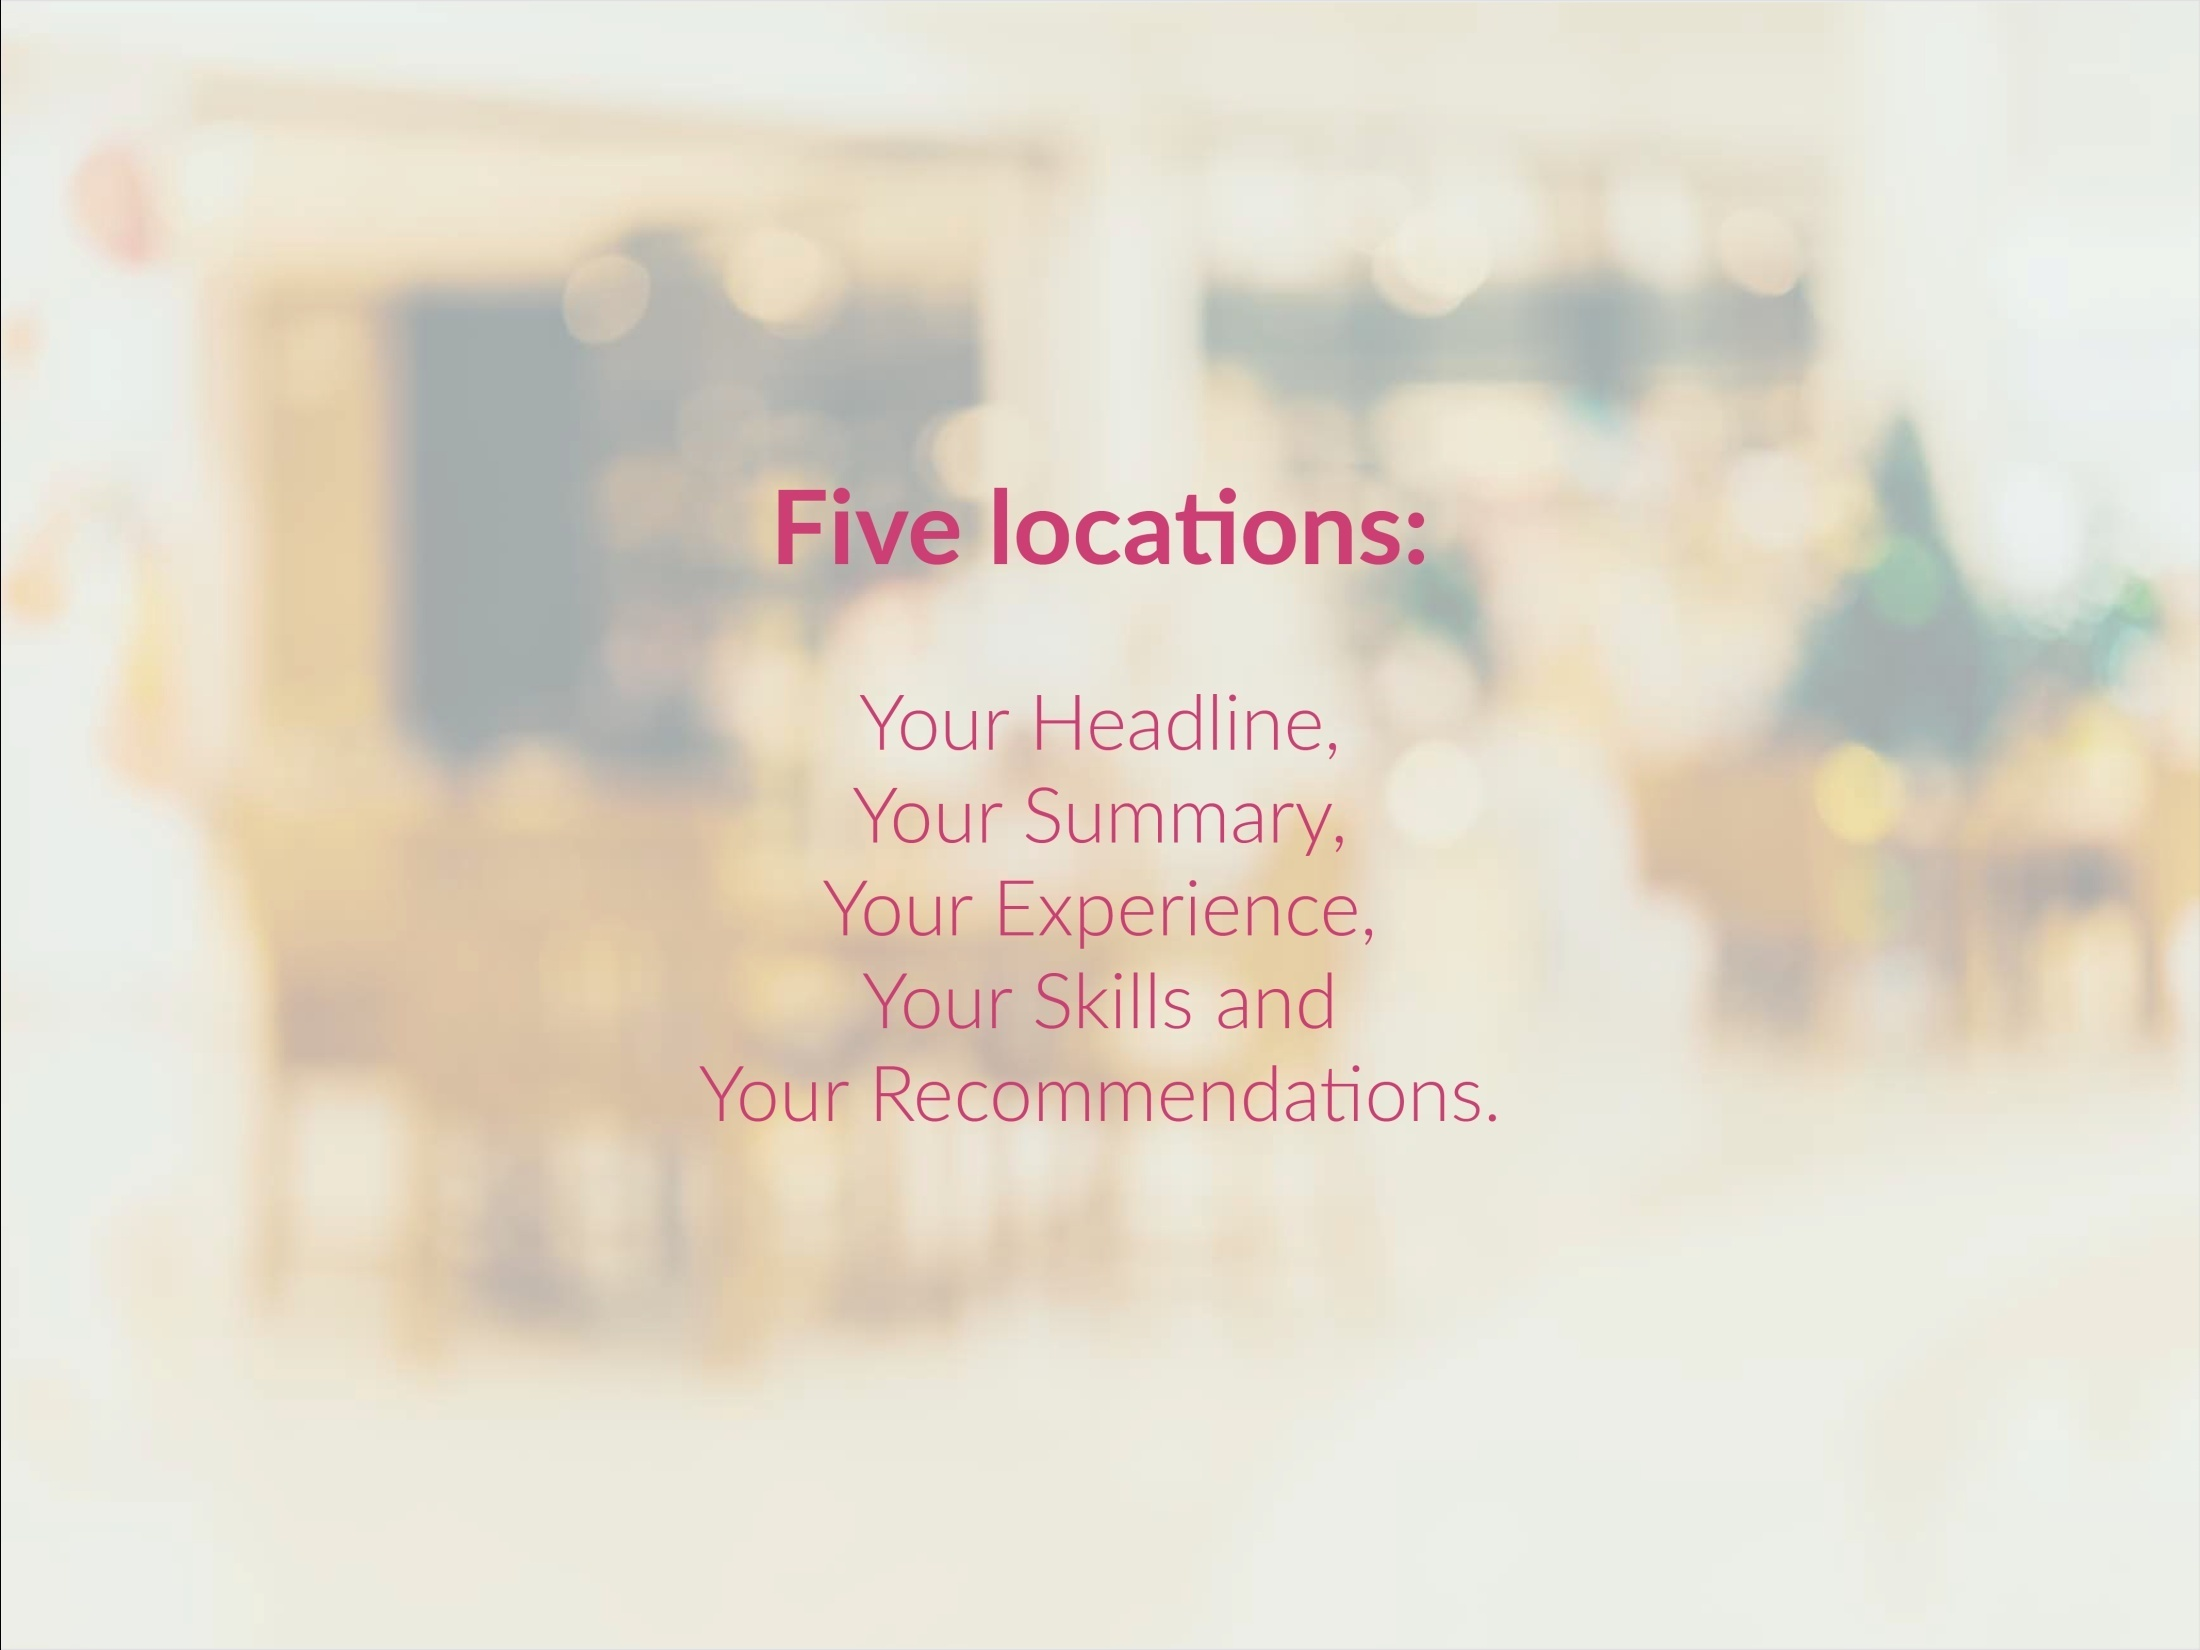 Five locations:
Your Headline,
Your Summary,
Your Experience,
Your Skills and
Your Recommendations.